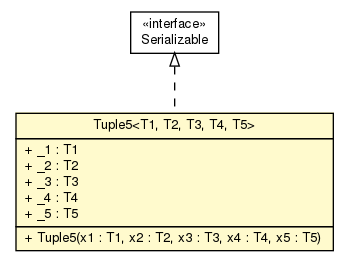 «interface»
Serializable
Tuple5<T1, T2, T3, T4, T5>
+ _1 : T1
+ _2 : T2
+ _3 : T3
+ _4 : T4
+ _5 : T5
+ Tuple5(x1 : T1, x2 : T2, x3 : T3, x4 : T4, x5 : T5)